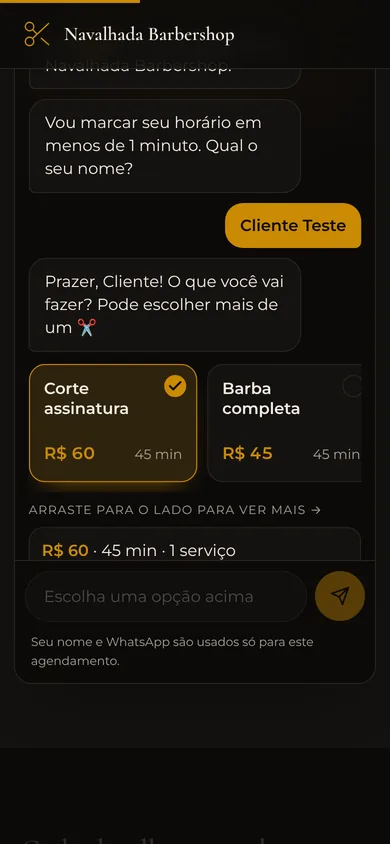 Navalhada Barbershop
Navalhada Barbershop.
Vou marcar seu horário em
menos de 1 minuto. Qual o
seu nome?
Cliente Teste
Prazer, Cliente! O que você vai
fazer? Pode escolher mais de
um ✂️
Corte
assinatura
R$ 60
45 min
Barba
completa
R$ 45
45 min
ARRASTE PARA O LADO PARA VER MAIS →
R$ 60 · 45 min · 1 serviço
Escolha uma opção acima
Seu nome e WhatsApp são usados só para este
agendamento.